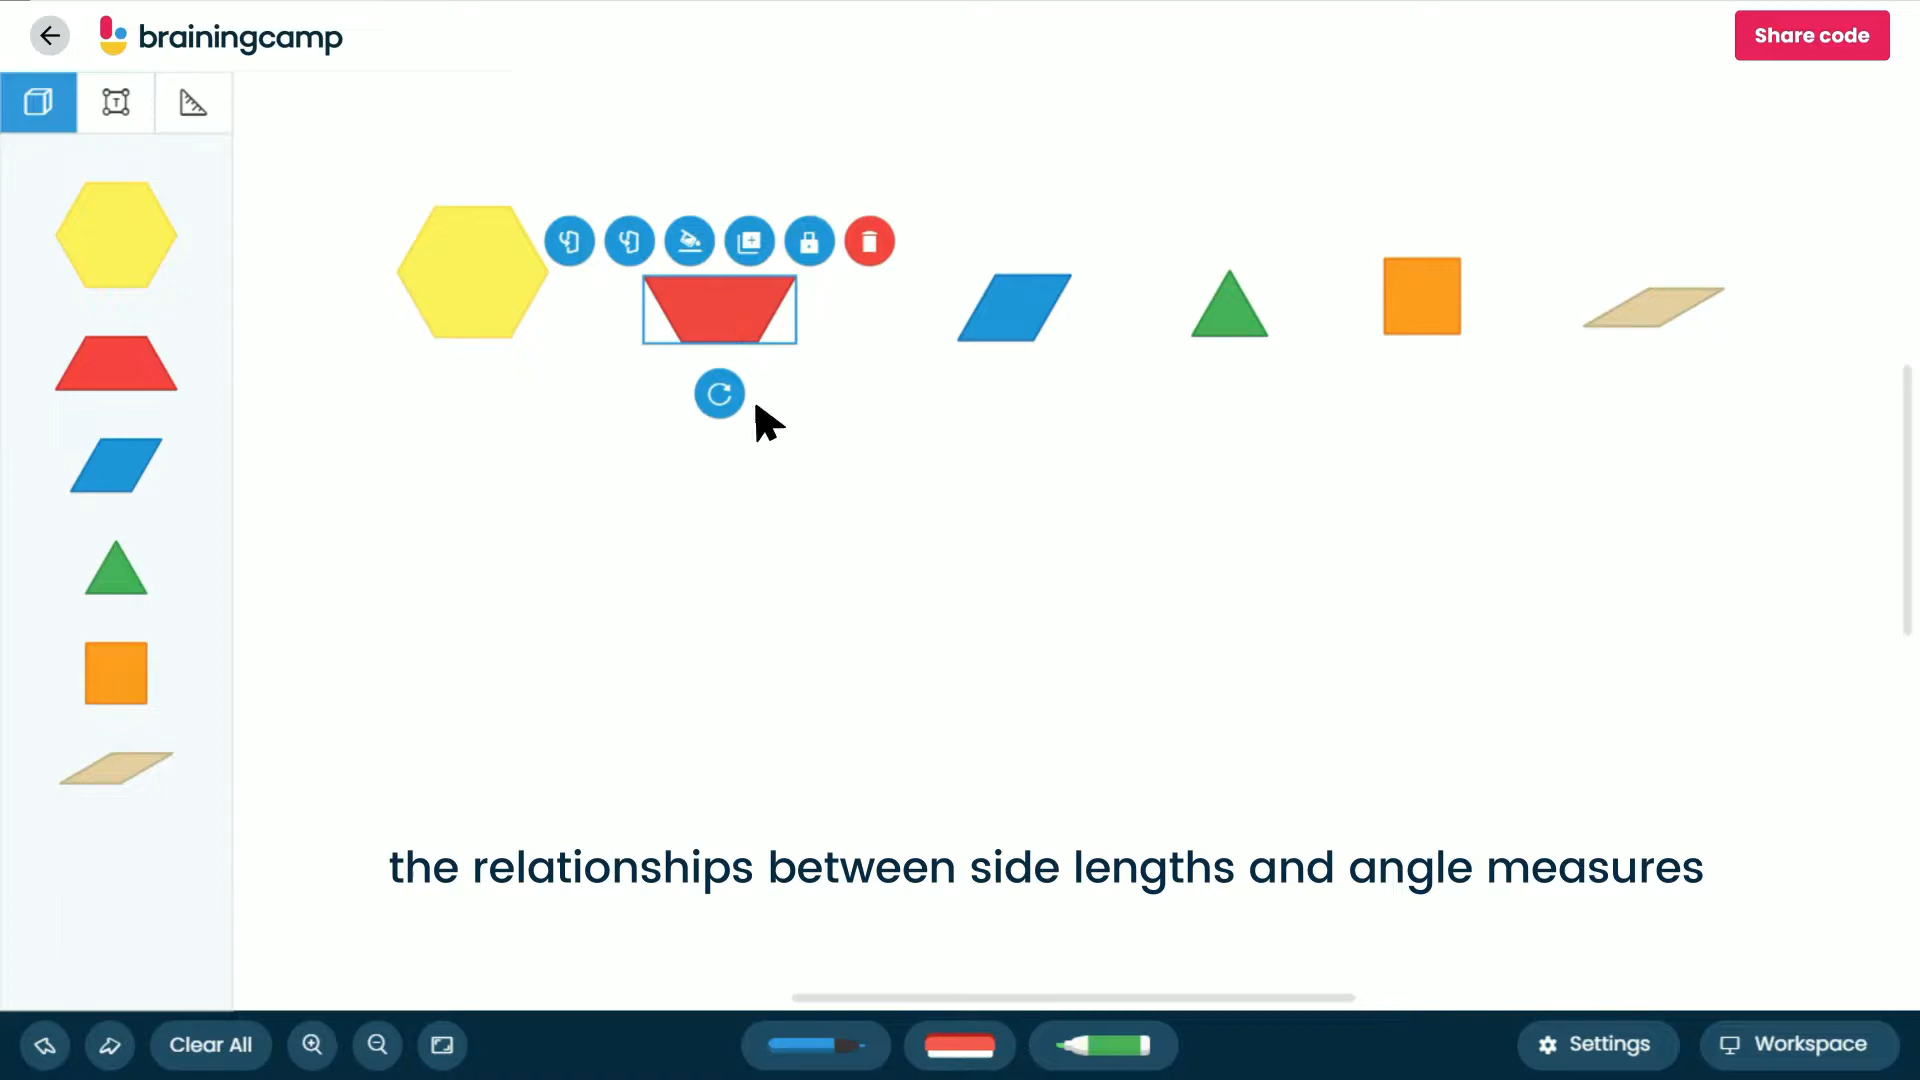 brainingcamp
Share code
T
the relationships between side lengths and angle measures
Clear All
Settings
Workspace